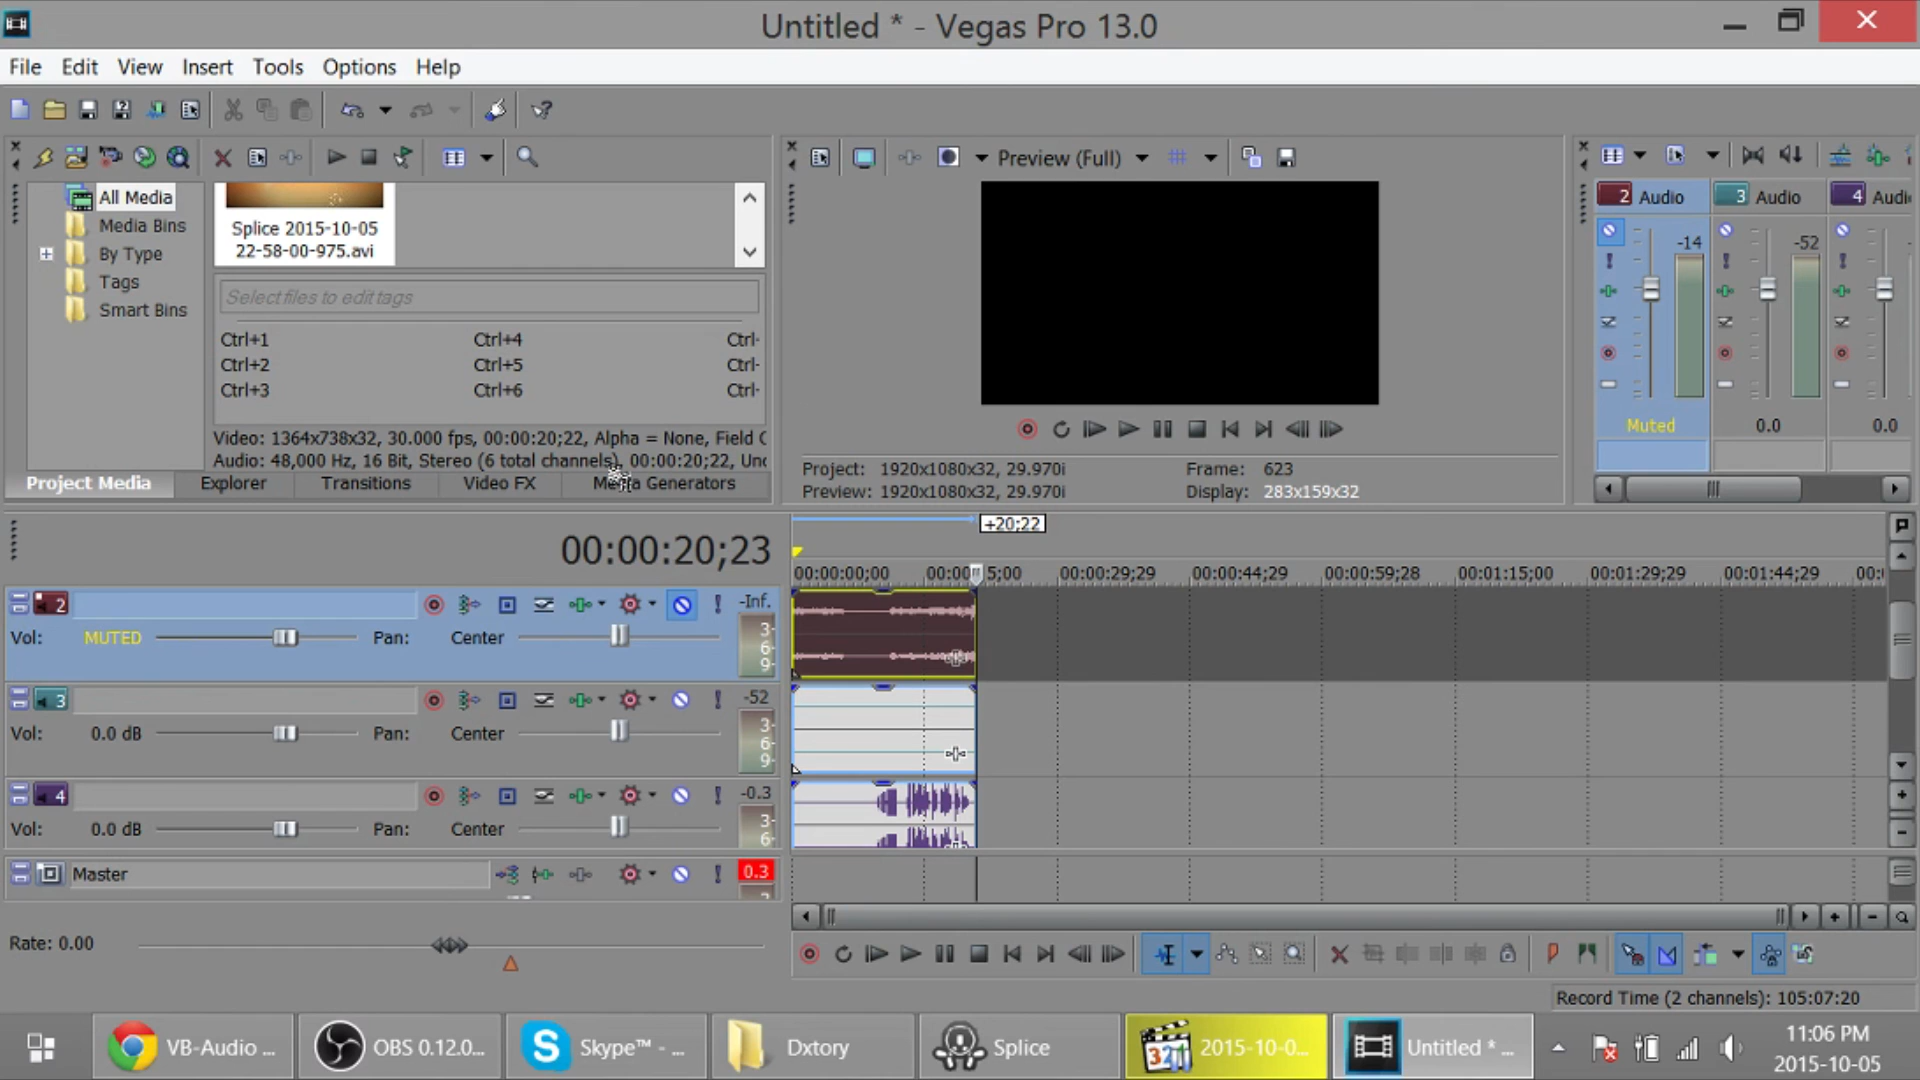 Untitled * - Vegas Pro 13.0
File Edit View Insert Tools Options Help
Preview (Full)
All Media
Media Bins
By Type
Tags
Smart Bins
Splice 2015-10-05
22-58-00-975.avi
Select files to edit tags
Ctrl+1 Ctrl+4 Ctrl-
Ctrl+2 Ctrl+5 Ctrl-
Ctrl+3 Ctrl+6 Ctrl-
Video: 1364x738x32, 30.000 fps, 00:00:20;22, Alpha = None, Field
Audio: 48,000 Hz, 16 Bit, Stereo (6 total channels), 00:00:20;22,
Project Media Explorer Transitions Video FX Media Generators
Project: 1920x1080x32, 29.970i Frame: 623
Preview: 1920x1080x32, 29.970i Display: 283x159x32
2 Audio 3 Audio 4 Audi
-14 -52
Muted 0.0 0.0
+20;22
00:00:20;23
00:00:00;00 00:00 5;00 00:00:29;29 00:00:44;29 00:00:59;28 00:01:15;00 00:01:29;29 00:01:44;29 00:
2 -Inf.
Vol: MUTED Pan: Center
3-
6-
9-
3 -52
Vol: 0.0 dB Pan: Center
3-
6-
9-
4 -0.3
Vol: 0.0 dB Pan: Center
3-
6-
Master 0.3
Rate: 0.00
Record Time (2 channels): 105:07:20
VB-Audio ... OBS 0.12.0... Skype™ - ... Dxtory Splice 321 2015-10-0... Untitled * ...
11:06 PM
2015-10-05